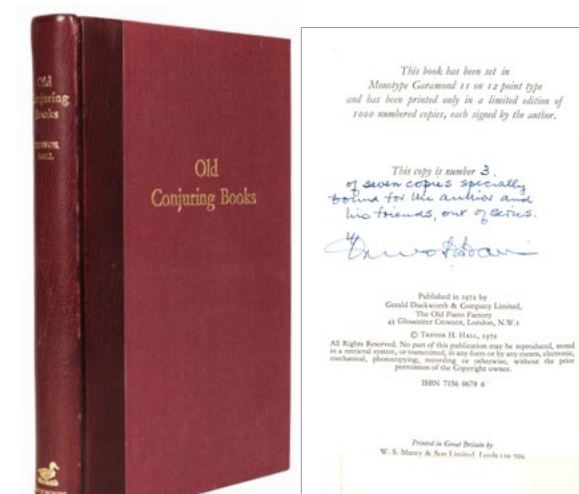 Old
Conjuring
Books
TREVOR
HALL
Old
Conjuring Books
This book has been set in
Monotype Garamond 11 on 12 point type
and has been printed only in a limited edition of
1000 numbered copies, each signed by the author.
This copy is number 3.
of seven copies specially
bound for the author and
his friends, out of series.
Published in 1972 by
Gerald Duckworth & Company Limited,
The Old Piano Factory
43 Gloucester Crescent, London, N.W.1
© TREVOR H. HALL, 1972
All Rights Reserved. No part of this publication may be reproduced, stored
in a retrieval system, or transmitted, in any form or by any means, electronic,
mechanical, photocopying, recording or otherwise, without the prior
permission of the Copyright owner.
ISBN 7156 0678 6
Printed in Great Britain by
W. S. Maney & Son Limited Leeds